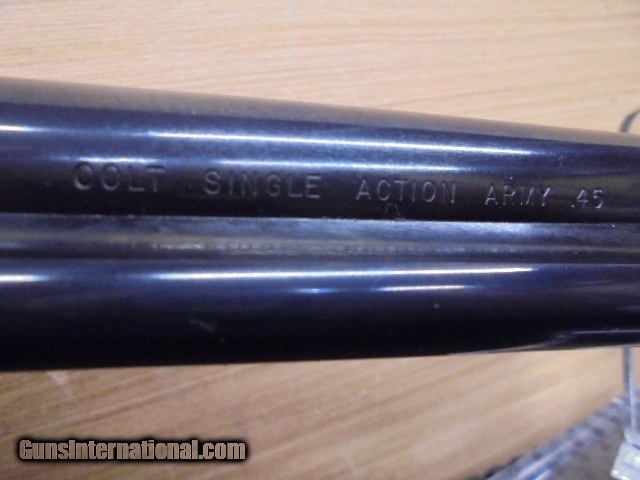 COLT SINGLE ACTION ARMY .45
GunsInternational.com